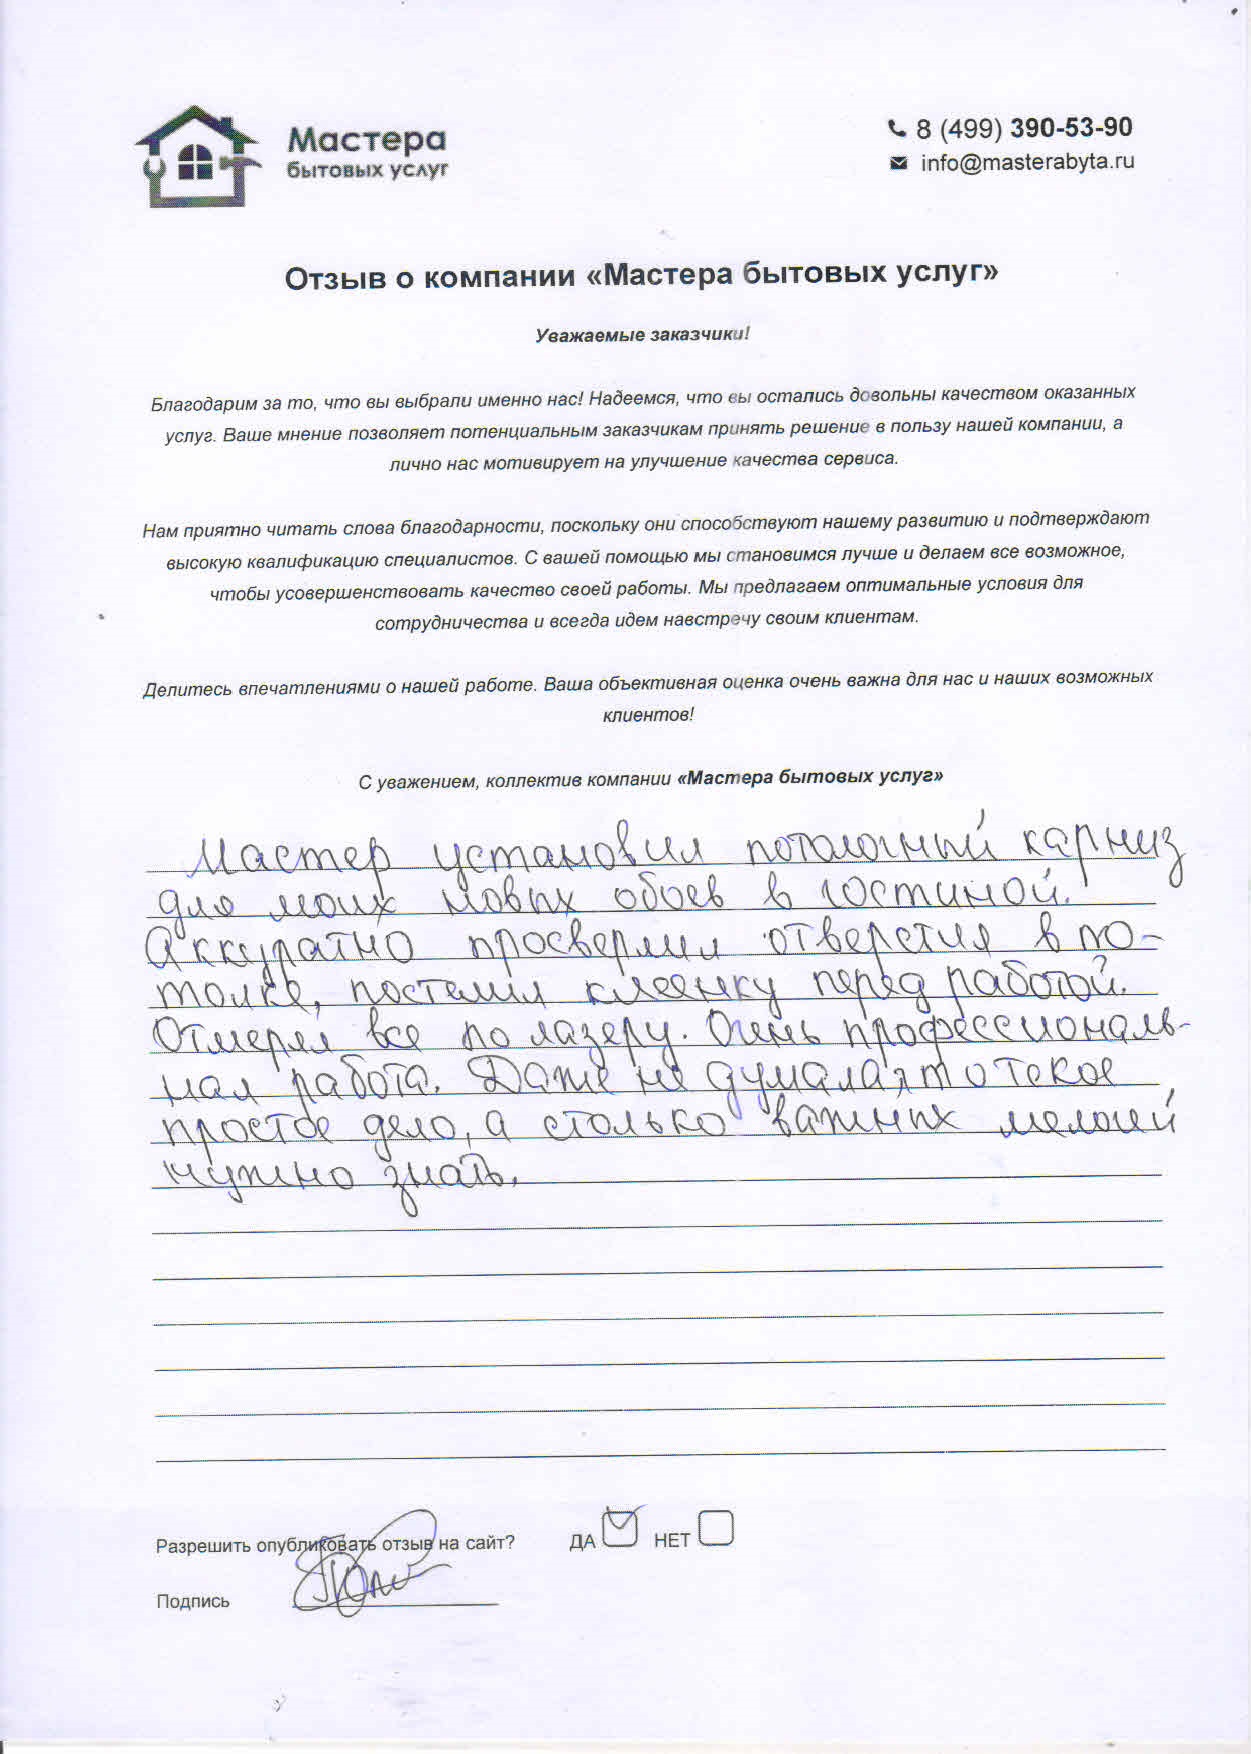 Мастера
бытовых услуг
8 (499) 390-53-90
info@masterabyta.ru
Отзыв о компании «Мастера бытовых услуг»
Уважаемые заказчики!
Благодарим за то, что вы выбрали именно нас! Надеемся, что вы остались довольны качеством оказанных
услуг. Ваше мнение позволяет потенциальным заказчикам принять решение в пользу нашей компании, а
лично нас мотивирует на улучшение качества сервиса.
Нам приятно читать слова благодарности, поскольку они способствуют нашему развитию и подтверждают
высокую квалификацию специалистов. С вашей помощью мы становимся лучше и делаем все возможное,
чтобы усовершенствовать качество своей работы. Мы предлагаем оптимальные условия для
сотрудничества и всегда идем навстречу своим клиентам.
Делитесь впечатлениями о нашей работе. Ваша объективная оценка очень важна для нас и наших возможных
клиентов!
С уважением, коллектив компании «Мастера бытовых услуг»
Мастер установил потолочный карниз
для моих новых обоев в гостиной.
Аккуратно просверлил отверстия в по-
толке, постелил клеенку перед работой.
Отмерял все по лазеру. Очень профессиональ-
ная работа. Даже не думала,
простое дело, а столько важных мелочей
нужно знать.
Разрешить опубликовать отзыв на сайт? ДА НЕТ
Подпись